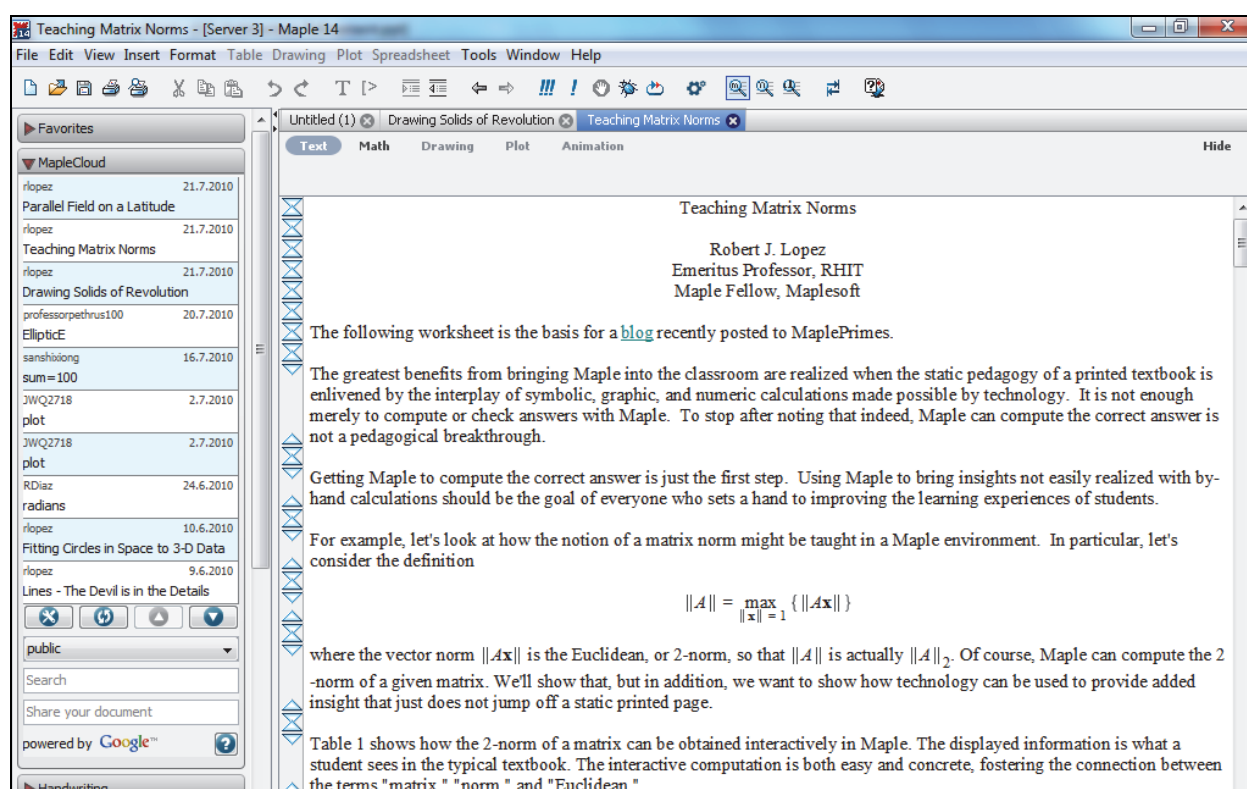 Teaching Matrix Norms - [Server 3] - Maple 14
File Edit View Insert Format Table Drawing Plot Spreadsheet Tools Window Help
Favorites
MapleCloud
rlopez 21.7.2010
Parallel Field on a Latitude
rlopez 21.7.2010
Teaching Matrix Norms
rlopez 21.7.2010
Drawing Solids of Revolution
professorpethrus100 20.7.2010
EllipticE
sanshixiong 16.7.2010
sum=100
JWQ2718 2.7.2010
plot
JWQ2718 2.7.2010
plot
RDiaz 24.6.2010
radians
rlopez 10.6.2010
Fitting Circles in Space to 3-D Data
rlopez 9.6.2010
Lines - The Devil is in the Details
public
Search
Share your document
powered by Google™
Handwriting
Untitled (1) Drawing Solids of Revolution Teaching Matrix Norms
Text Math Drawing Plot Animation Hide
Teaching Matrix Norms
Robert J. Lopez
Emeritus Professor, RHIT
Maple Fellow, Maplesoft
The following worksheet is the basis for a blog recently posted to MaplePrimes.
The greatest benefits from bringing Maple into the classroom are realized when the static pedagogy of a printed textbook is
enlivened by the interplay of symbolic, graphic, and numeric calculations made possible by technology. It is not enough
merely to compute or check answers with Maple. To stop after noting that indeed, Maple can compute the correct answer is
not a pedagogical breakthrough.
Getting Maple to compute the correct answer is just the first step. Using Maple to bring insights not easily realized with by-
hand calculations should be the goal of everyone who sets a hand to improving the learning experiences of students.
For example, let's look at how the notion of a matrix norm might be taught in a Maple environment. In particular, let's
consider the definition
‖A‖ = max { ‖Ax‖ }
‖x‖ = 1
where the vector norm ‖Ax‖ is the Euclidean, or 2-norm, so that ‖A‖ is actually ‖A‖₂. Of course, Maple can compute the 2
-norm of a given matrix. We'll show that, but in addition, we want to show how technology can be used to provide added
insight that just does not jump off a static printed page.
Table 1 shows how the 2-norm of a matrix can be obtained interactively in Maple. The displayed information is what a
student sees in the typical textbook. The interactive computation is both easy and concrete, fostering the connection between
the terms "matrix," "norm," and "Euclidean."